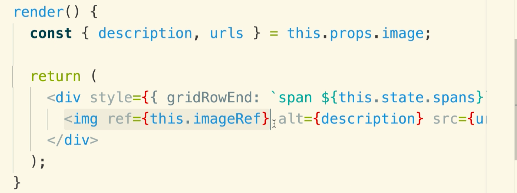 render() {
const { description, urls } = this.props.image;
return (
<div style={{ gridRowEnd: `span ${this.state.spans}`
<img ref={this.imageRef} alt={description} src={ur
</div>
);
}